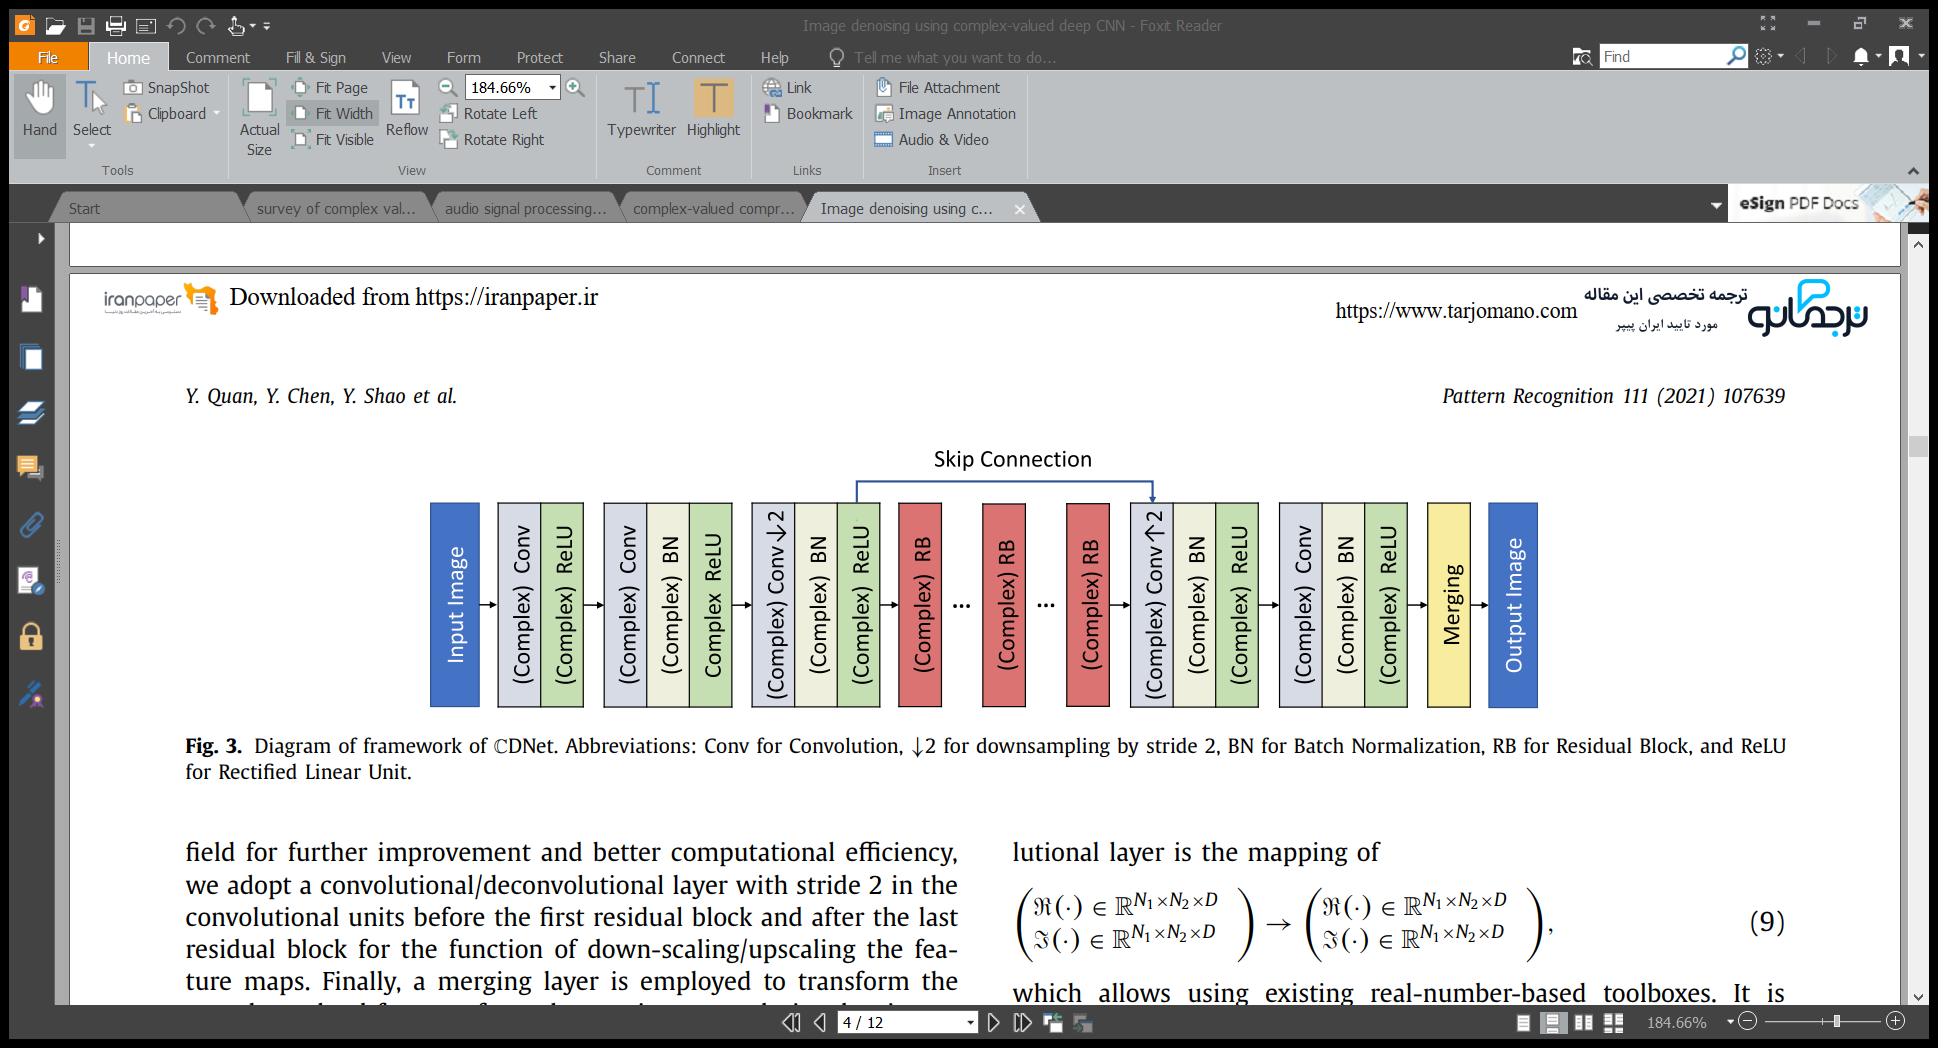 Image denoising using complex-valued deep CNN - Foxit Reader
File
Home
Comment
Fill & Sign
View
Form
Protect
Share
Connect
Help
Tell me what you want to do...
Find
Hand
Select
SnapShot
Clipboard
Tools
Actual
Size
Fit Page
Fit Width
Fit Visible
Reflow
184.66%
Rotate Left
Rotate Right
View
Typewriter
Highlight
Comment
Link
Bookmark
Links
File Attachment
Image Annotation
Audio & Video
Insert
Start
survey of complex val...
audio signal processing...
complex-valued compr...
Image denoising using c...
eSign PDF Docs
iranpaper
Downloaded from https://iranpaper.ir
https://www.tarjomano.com
ترجمه تخصصی این مقاله
مورد تایید ایران پیپر
ترجمانو
Y. Quan, Y. Chen, Y. Shao et al.
Pattern Recognition 111 (2021) 107639
Skip Connection
Input Image
(Complex) Conv
(Complex) ReLU
(Complex) Conv
(Complex) BN
Complex ReLU
(Complex) Conv ↓2
(Complex) BN
(Complex) ReLU
(Complex) RB
...
(Complex) RB
...
(Complex) RB
(Complex) Conv ↑2
(Complex) BN
(Complex) ReLU
(Complex) Conv
(Complex) BN
(Complex) ReLU
Merging
Output Image
Fig. 3. Diagram of framework of ℂDNet. Abbreviations: Conv for Convolution, ↓2 for downsampling by stride 2, BN for Batch Normalization, RB for Residual Block, and ReLU
for Rectified Linear Unit.
field for further improvement and better computational efficiency,
we adopt a convolutional/deconvolutional layer with stride 2 in the
convolutional units before the first residual block and after the last
residual block for the function of down-scaling/upscaling the fea-
ture maps. Finally, a merging layer is employed to transform the
lutional layer is the mapping of
(ℜ(·) ∈ ℝ^{N₁×N₂×D} ℑ(·) ∈ ℝ^{N₁×N₂×D}) → (ℜ(·) ∈ ℝ^{N₁×N₂×D} ℑ(·) ∈ ℝ^{N₁×N₂×D}), (9)
which allows using existing real-number-based toolboxes. It is
4 / 12
184.66%